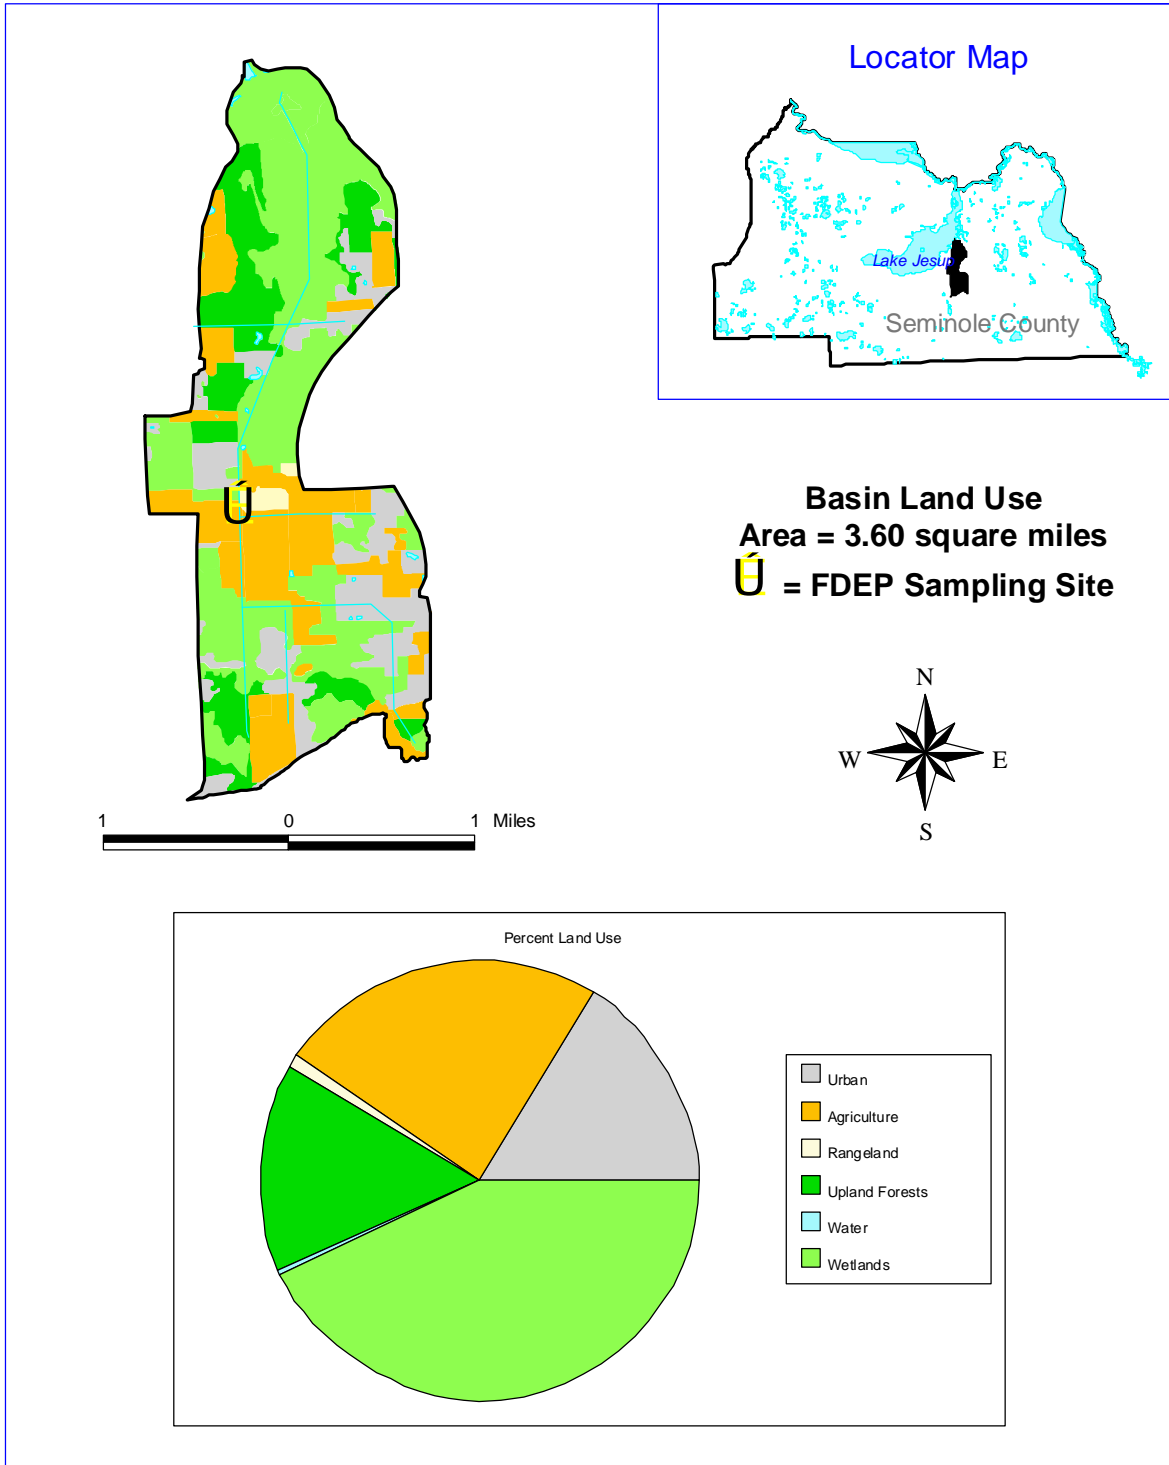 Locator Map
Lake Jesup
Seminole County
Ú
Basin Land Use
Area = 3.60 square miles
Ú = FDEP Sampling Site
N
W E
S
1 0 1 Miles
Percent Land Use
Urban
Agriculture
Rangeland
Upland Forests
Water
Wetlands